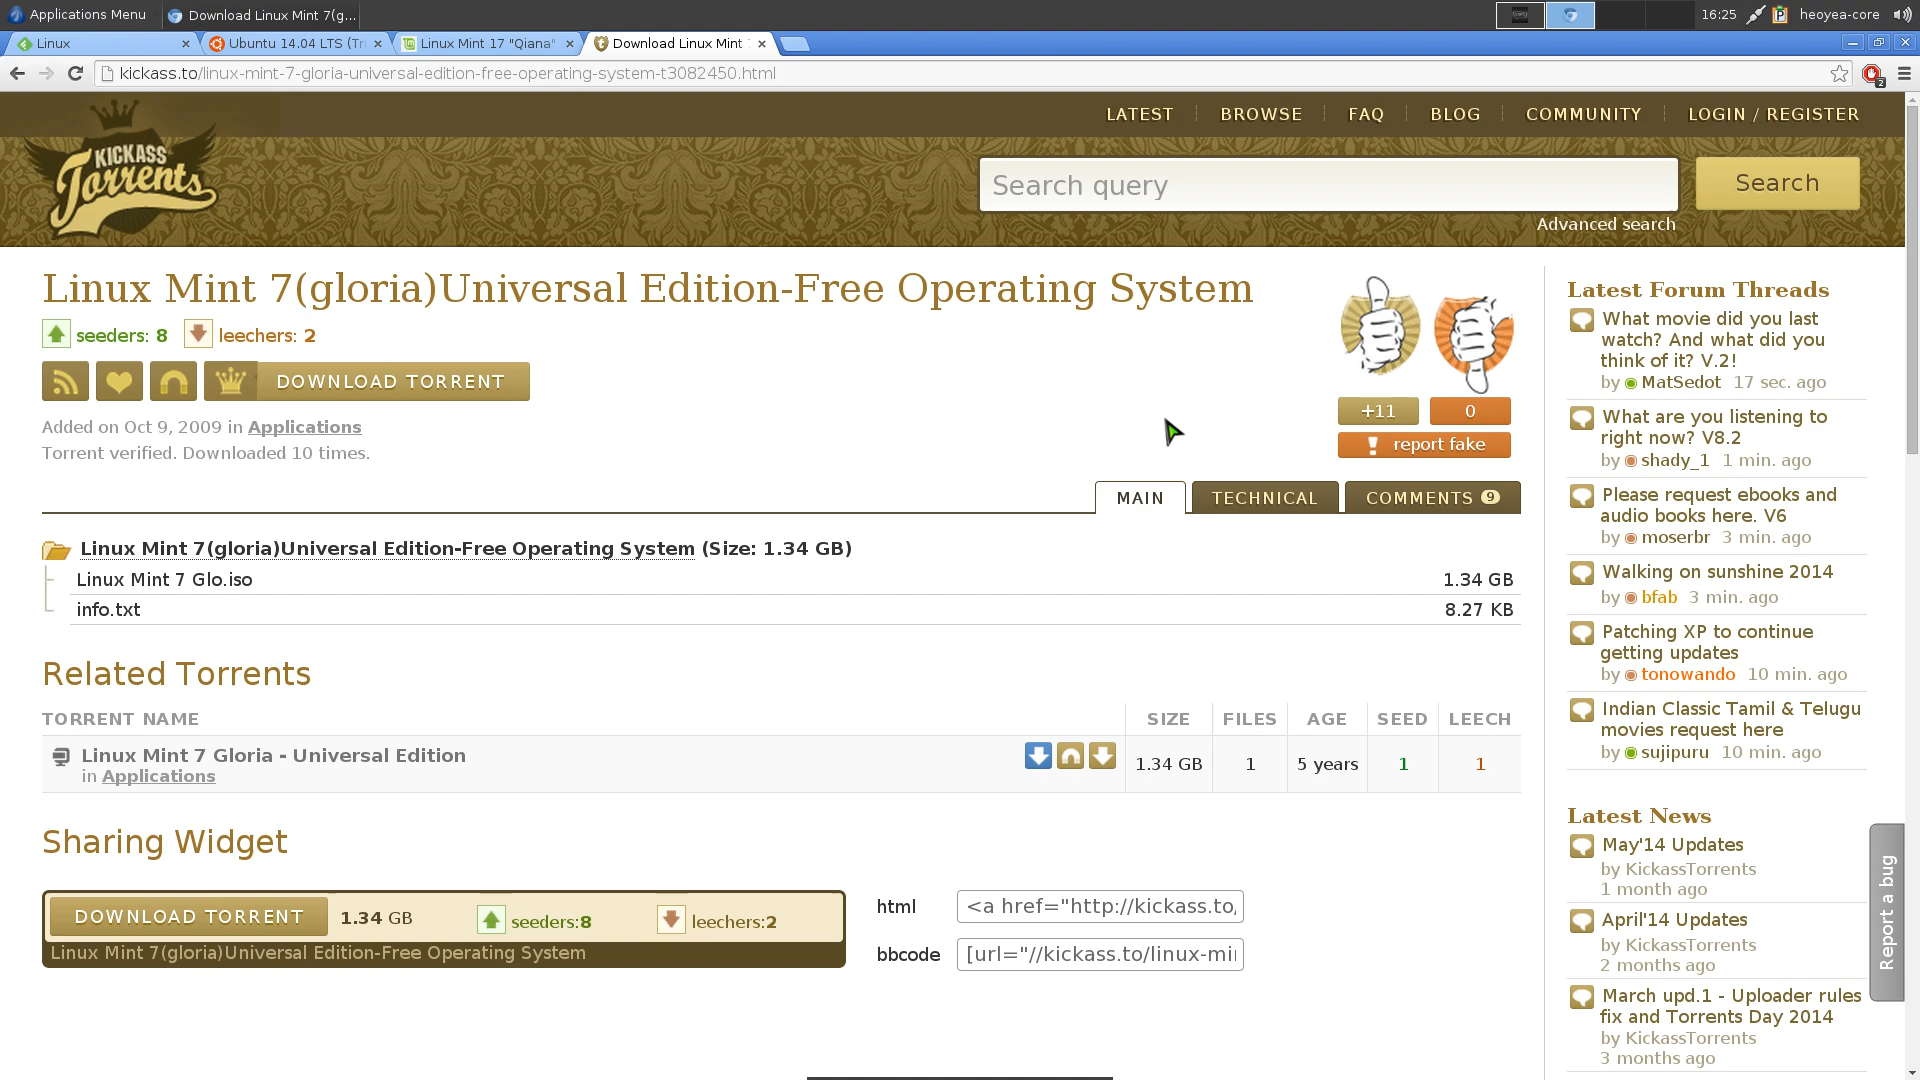 Applications Menu
Download Linux Mint 7(g...
16:25
heoyea-core
Linux
Ubuntu 14.04 LTS (Tr
Linux Mint 17 "Qiana"
Download Linux Mint
kickass.to/linux-mint-7-gloria-universal-edition-free-operating-system-t3082450.html
2
LATEST
BROWSE
FAQ
BLOG
COMMUNITY
LOGIN / REGISTER
KICKASS
Torrents
Search query
Search
Advanced search
Linux Mint 7(gloria)Universal Edition-Free Operating System
seeders: 8
leechers: 2
DOWNLOAD TORRENT
Added on Oct 9, 2009 in Applications
Torrent verified. Downloaded 10 times.
+11
0
report fake
MAIN
TECHNICAL
COMMENTS 9
Linux Mint 7(gloria)Universal Edition-Free Operating System (Size: 1.34 GB)
Linux Mint 7 Glo.iso 1.34 GB
info.txt 8.27 KB
Related Torrents
TORRENT NAME SIZE FILES AGE SEED LEECH
Linux Mint 7 Gloria - Universal Edition
in Applications
1.34 GB 1 5 years 1 1
Sharing Widget
DOWNLOAD TORRENT 1.34 GB seeders:8 leechers:2
Linux Mint 7(gloria)Universal Edition-Free Operating System
html <a href="http://kickass.to/
bbcode [url="//kickass.to/linux-mi
Latest Forum Threads
What movie did you last
watch? And what did you
think of it? V.2!
by MatSedot 17 sec. ago
What are you listening to
right now? V8.2
by shady_1 1 min. ago
Please request ebooks and
audio books here. V6
by moserbr 3 min. ago
Walking on sunshine 2014
by bfab 3 min. ago
Patching XP to continue
getting updates
by tonowando 10 min. ago
Indian Classic Tamil & Telugu
movies request here
by sujipuru 10 min. ago
Latest News
May'14 Updates
by KickassTorrents
1 month ago
April'14 Updates
by KickassTorrents
2 months ago
March upd.1 - Uploader rules
fix and Torrents Day 2014
by KickassTorrents
3 months ago
Report a bug